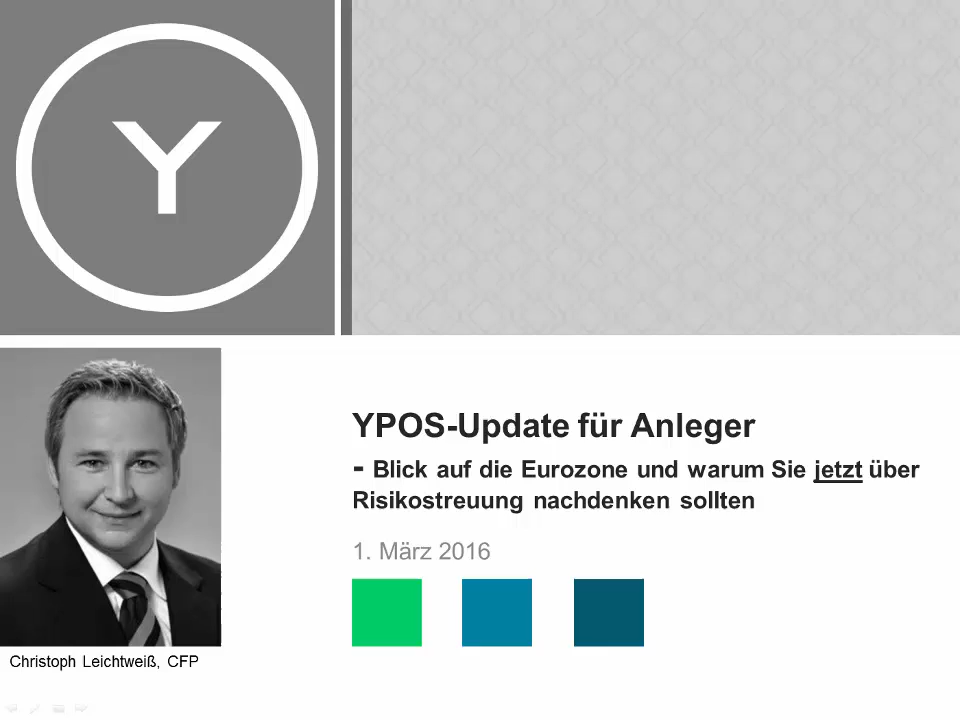 Y
YPOS-Update für Anleger
- Blick auf die Eurozone und warum Sie jetzt über
Risikostreuung nachdenken sollten
1. März 2016
Christoph Leichtweiß, CFP